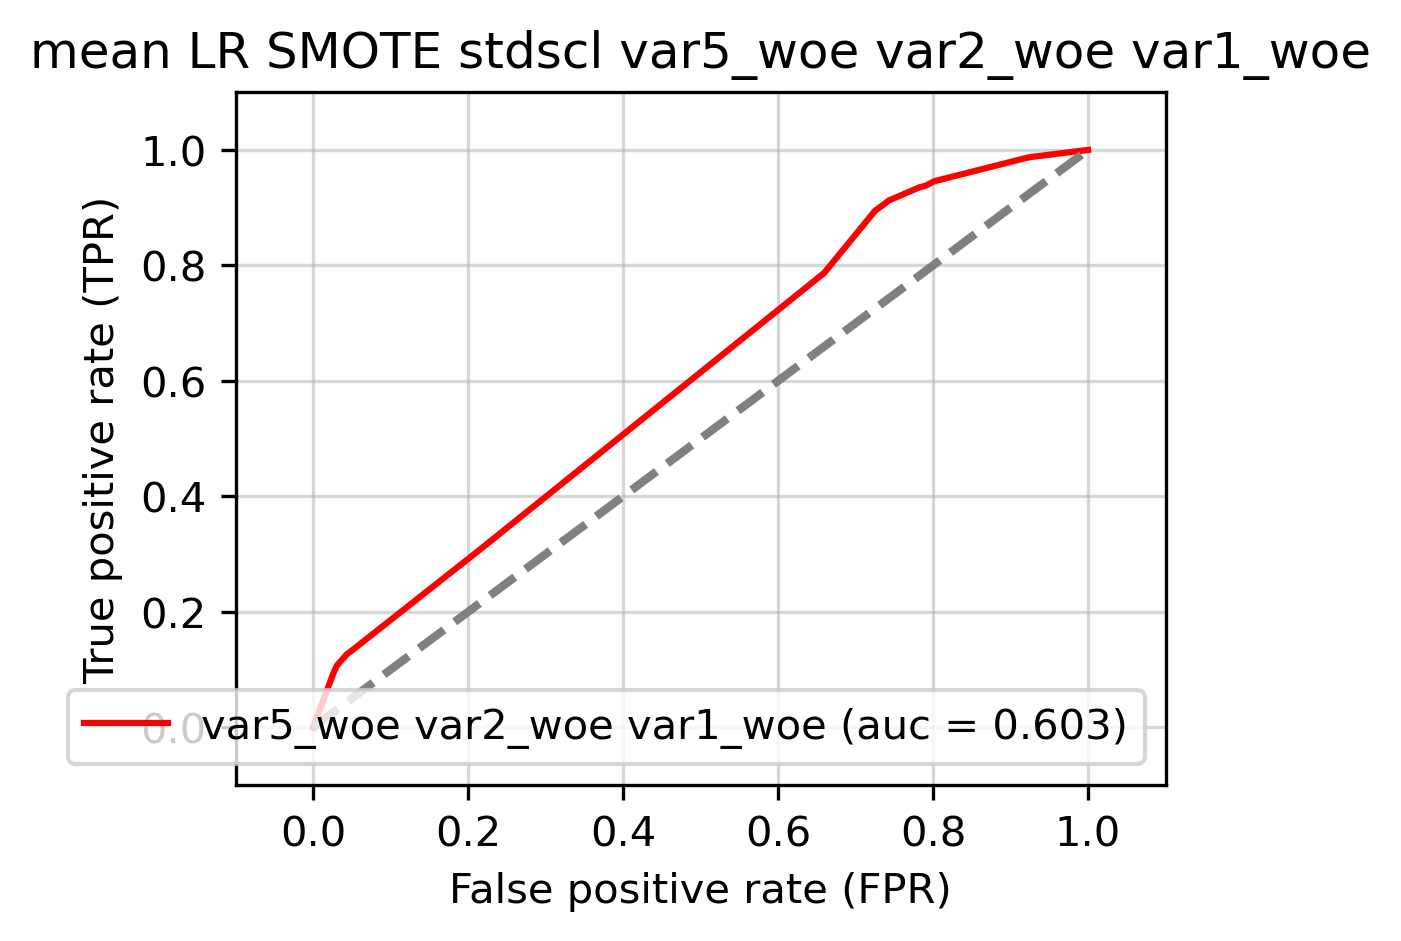 mean LR SMOTE stdscl var5_woe var2_woe var1_woe
True positive rate (TPR)
1.0
0.8
0.6
0.4
0.2
0.0
var5_woe var2_woe var1_woe (auc = 0.603)
0.0 0.2 0.4 0.6 0.8 1.0
False positive rate (FPR)